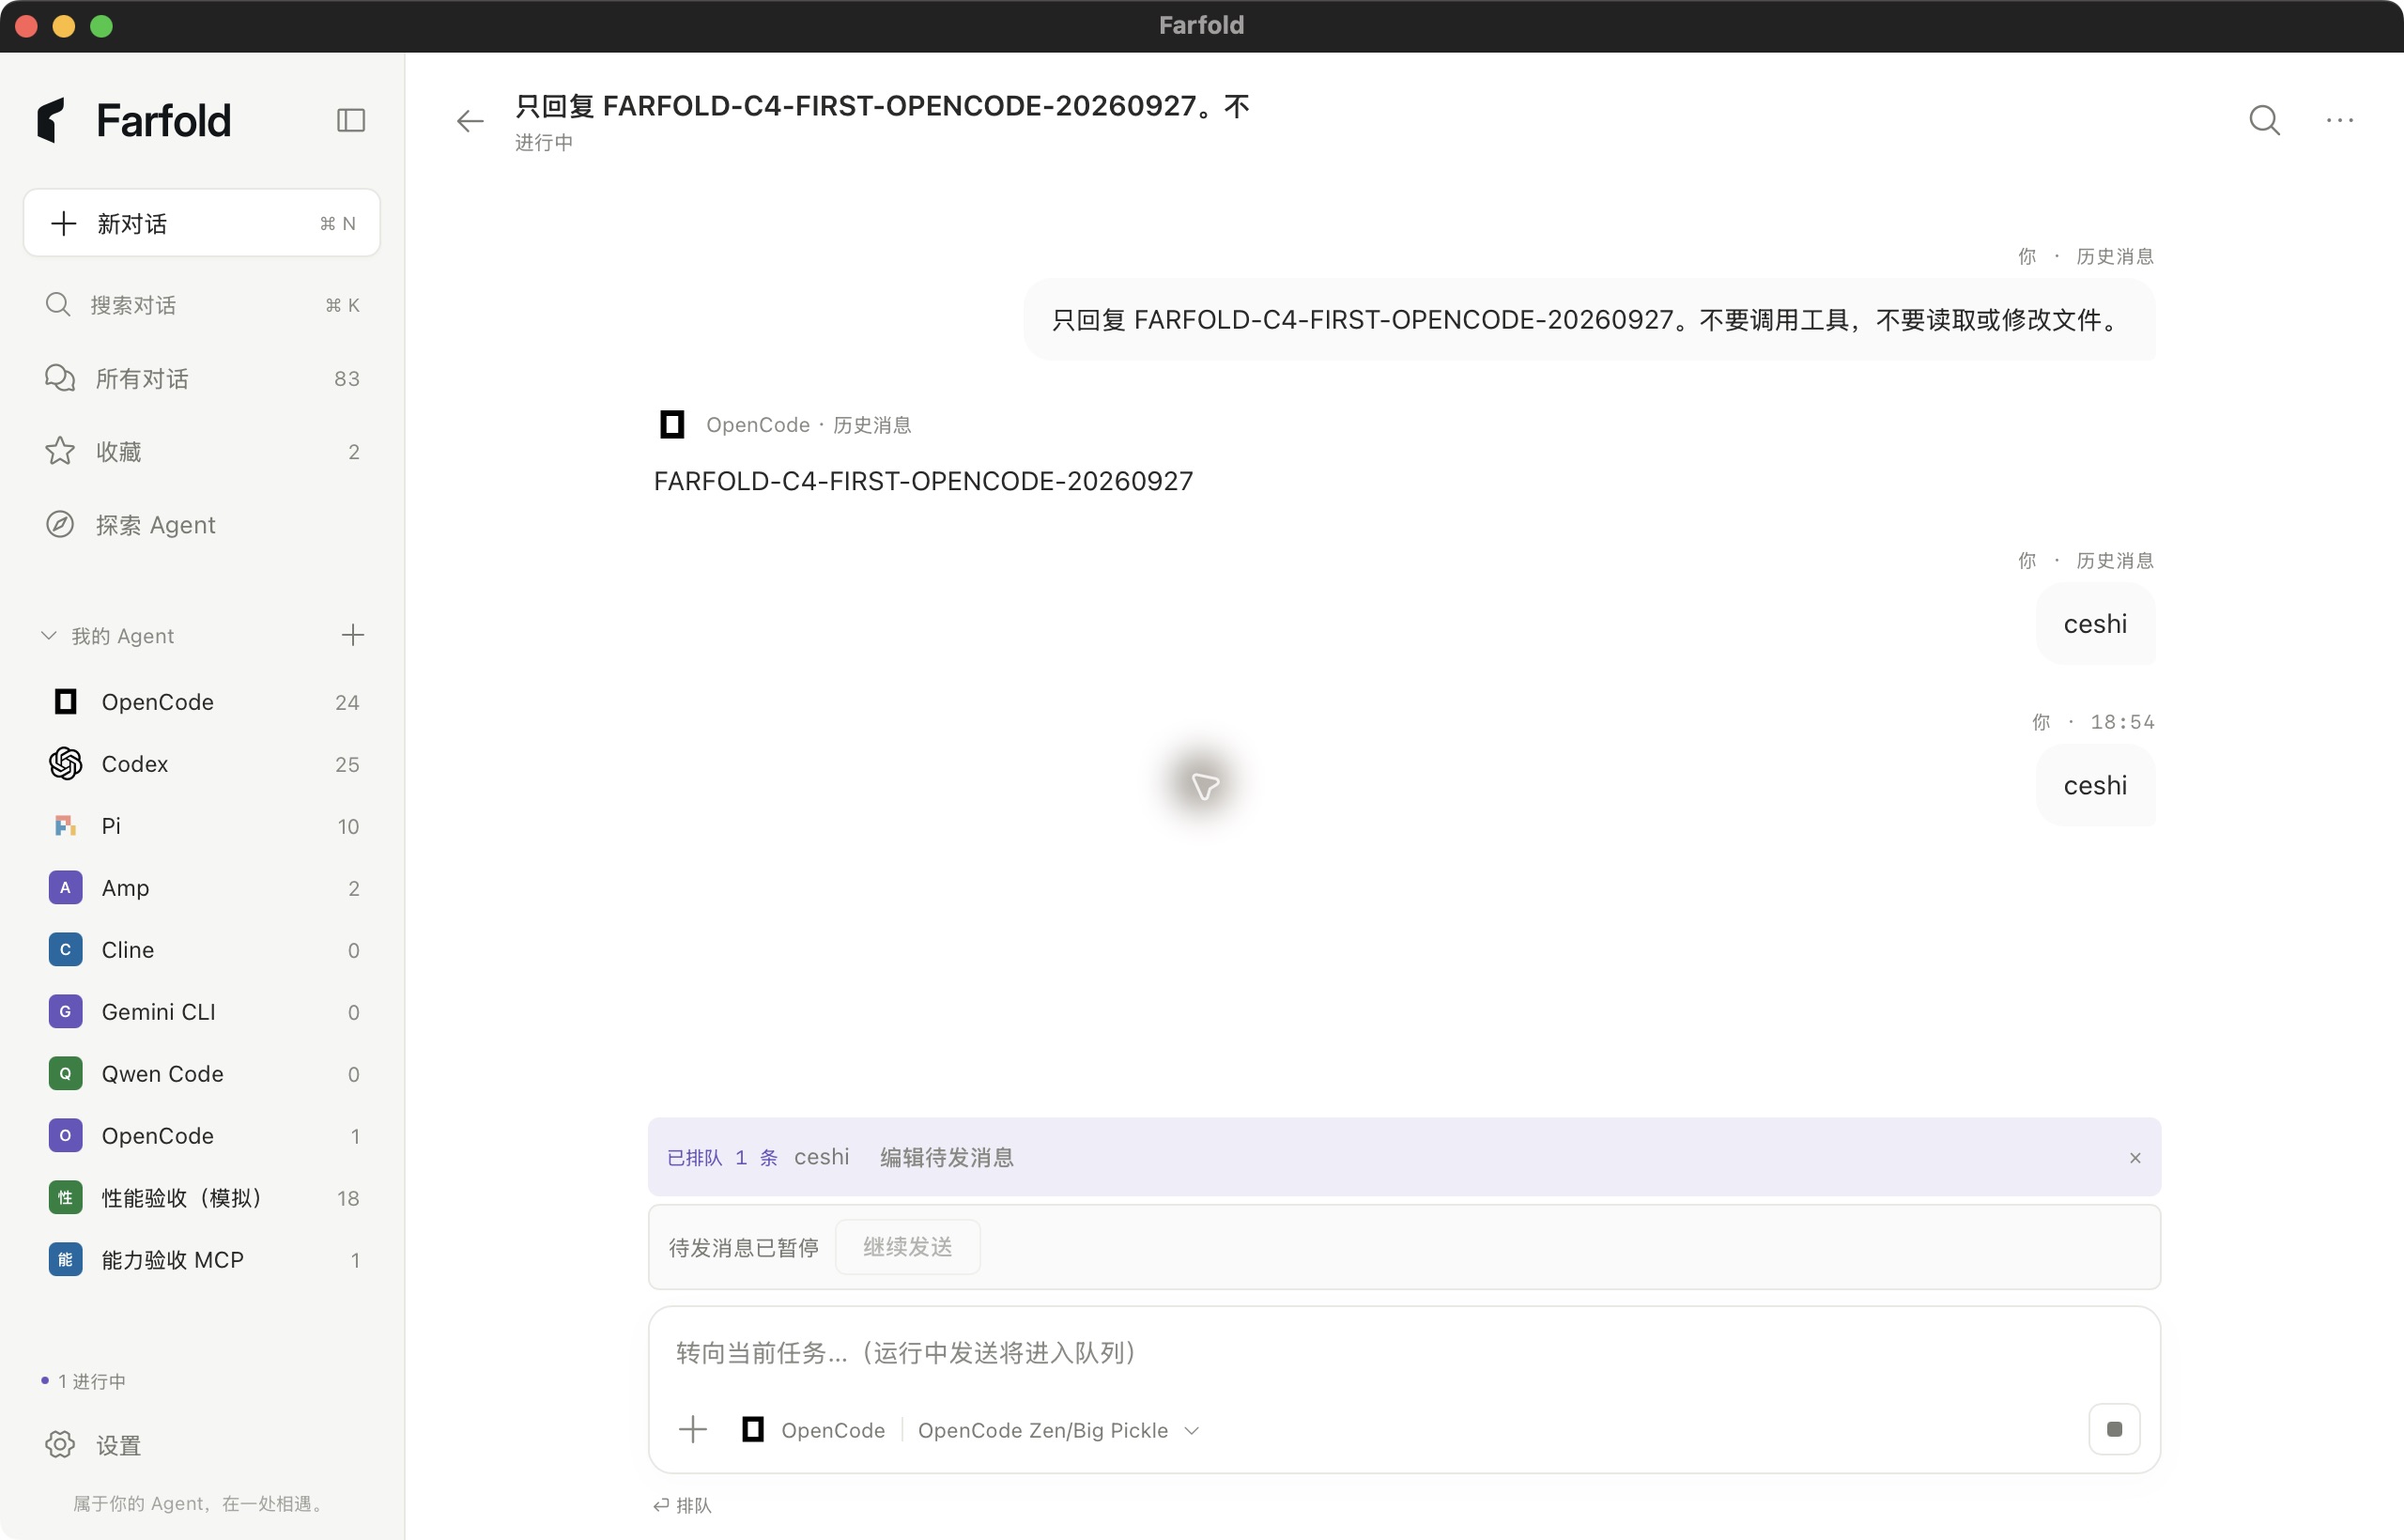 Farfold
Farfold
新对话
⌘ N
搜索对话
⌘ K
所有对话
83
收藏
2
探索 Agent
我的 Agent
OpenCode
24
Codex
25
Pi
10
A
Amp
2
C
Cline
0
G
Gemini CLI
0
Q
Qwen Code
0
O
OpenCode
1
性
性能验收（模拟）
18
能
能力验收 MCP
1
1 进行中
设置
属于你的 Agent，在一处相遇。
只回复 FARFOLD-C4-FIRST-OPENCODE-20260927。不
进行中
你 · 历史消息
只回复 FARFOLD-C4-FIRST-OPENCODE-20260927。不要调用工具，不要读取或修改文件。
OpenCode · 历史消息
FARFOLD-C4-FIRST-OPENCODE-20260927
你 · 历史消息
ceshi
你 · 18:54
ceshi
已排队 1 条 ceshi 编辑待发消息
待发消息已暂停 继续发送
转向当前任务...（运行中发送将进入队列）
OpenCode
OpenCode Zen/Big Pickle
排队